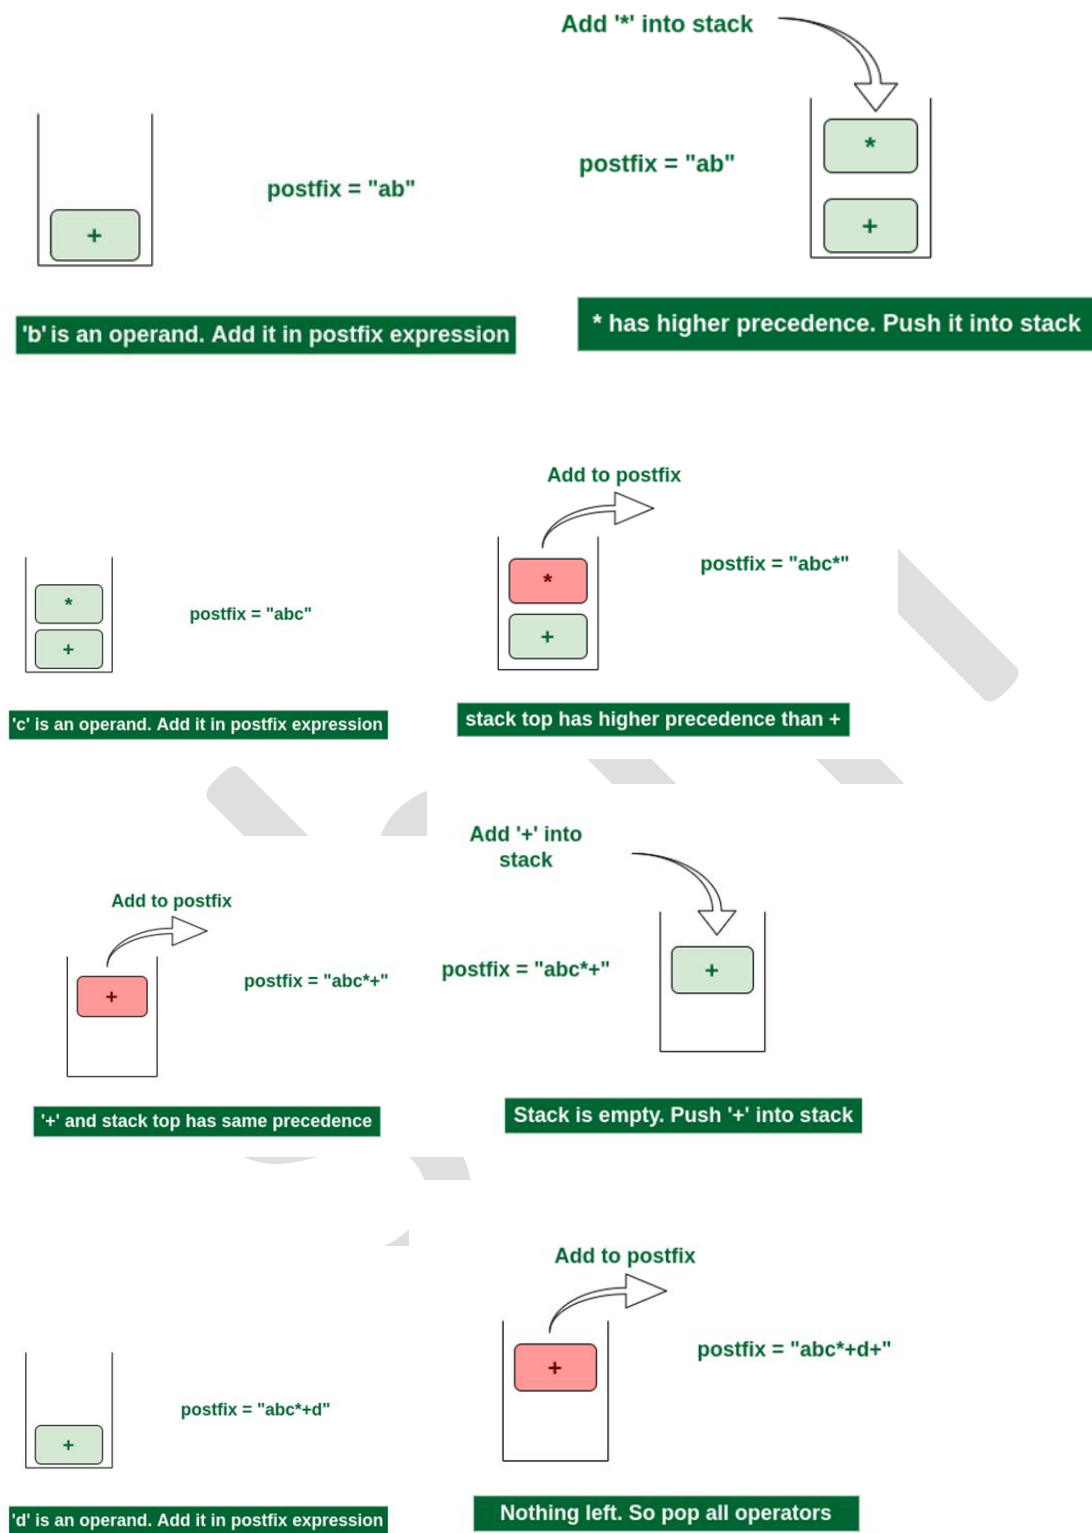 Add '*' into stack
*
+
postfix = "ab"
+
postfix = "ab"
'b' is an operand. Add it in postfix expression
* has higher precedence. Push it into stack
Add to postfix
*
+
postfix = "abc"
*
+
postfix = "abc*"
'c' is an operand. Add it in postfix expression
stack top has higher precedence than +
Add to postfix
+
postfix = "abc*+"
Add '+' into
stack
postfix = "abc*+"
+
'+' and stack top has same precedence
Stack is empty. Push '+' into stack
+
postfix = "abc*+d"
Add to postfix
+
postfix = "abc*+d+"
'd' is an operand. Add it in postfix expression
Nothing left. So pop all operators